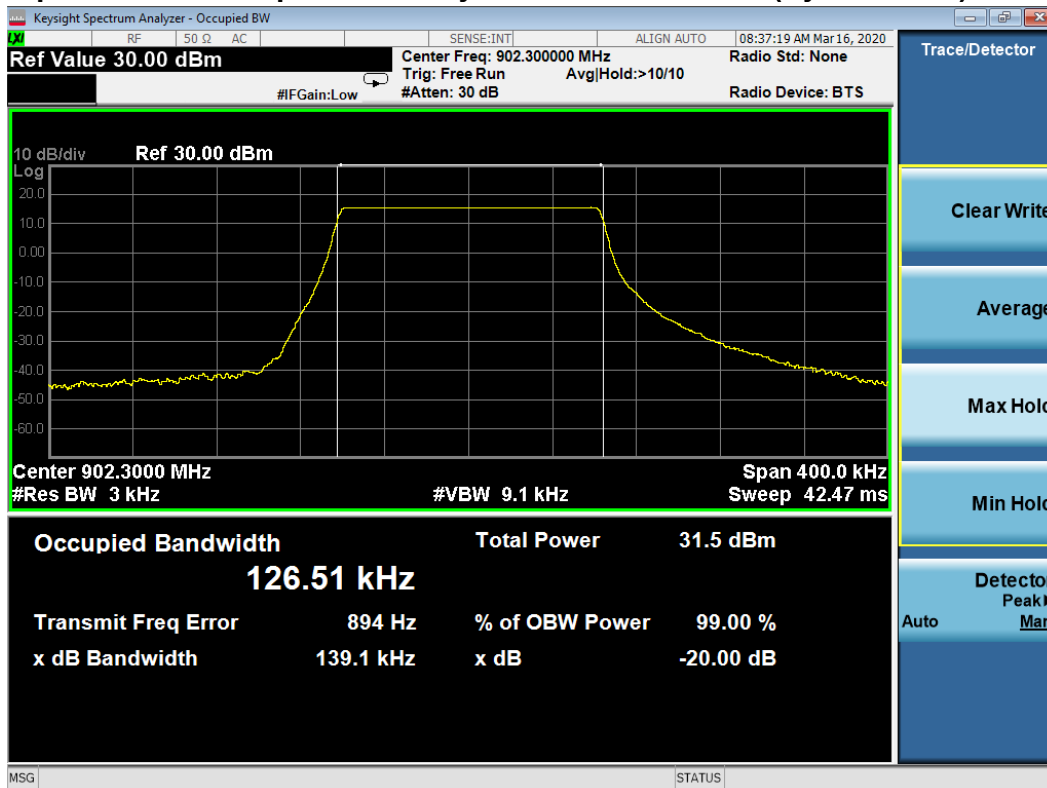 Keysight Spectrum Analyzer - Occupied BW
LXI RF 50 Ω AC SENSE:INT ALIGN AUTO 08:37:19 AM Mar 16, 2020
Ref Value 30.00 dBm
Center Freq: 902.300000 MHz
Radio Std: None
Trig: Free Run Avg|Hold:>10/10
#IFGain:Low
#Atten: 30 dB
Radio Device: BTS
Trace/Detector
10 dB/div Ref 30.00 dBm
Log
20.0
10.0
0.00
-10.0
-20.0
-30.0
-40.0
-50.0
-60.0
Center 902.3000 MHz Span 400.0 kHz
#Res BW 3 kHz #VBW 9.1 kHz Sweep 42.47 ms
Occupied Bandwidth Total Power 31.5 dBm
126.51 kHz
Transmit Freq Error 894 Hz % of OBW Power 99.00 %
x dB Bandwidth 139.1 kHz x dB -20.00 dB
Clear Write
Average
Max Hold
Min Hold
Detector
Peak
Auto Man
MSG STATUS